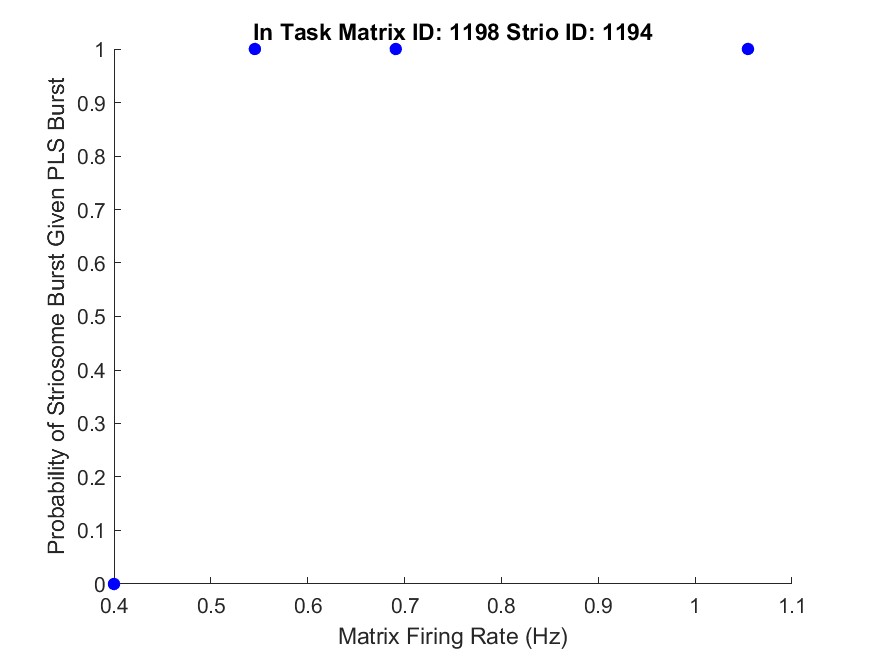 In Task Matrix ID: 1198 Strio ID: 1194
Probability of Striosome Burst Given PLS Burst
1
0.9
0.8
0.7
0.6
0.5
0.4
0.3
0.2
0.1
0
0.4 0.5 0.6 0.7 0.8 0.9 1 1.1
Matrix Firing Rate (Hz)